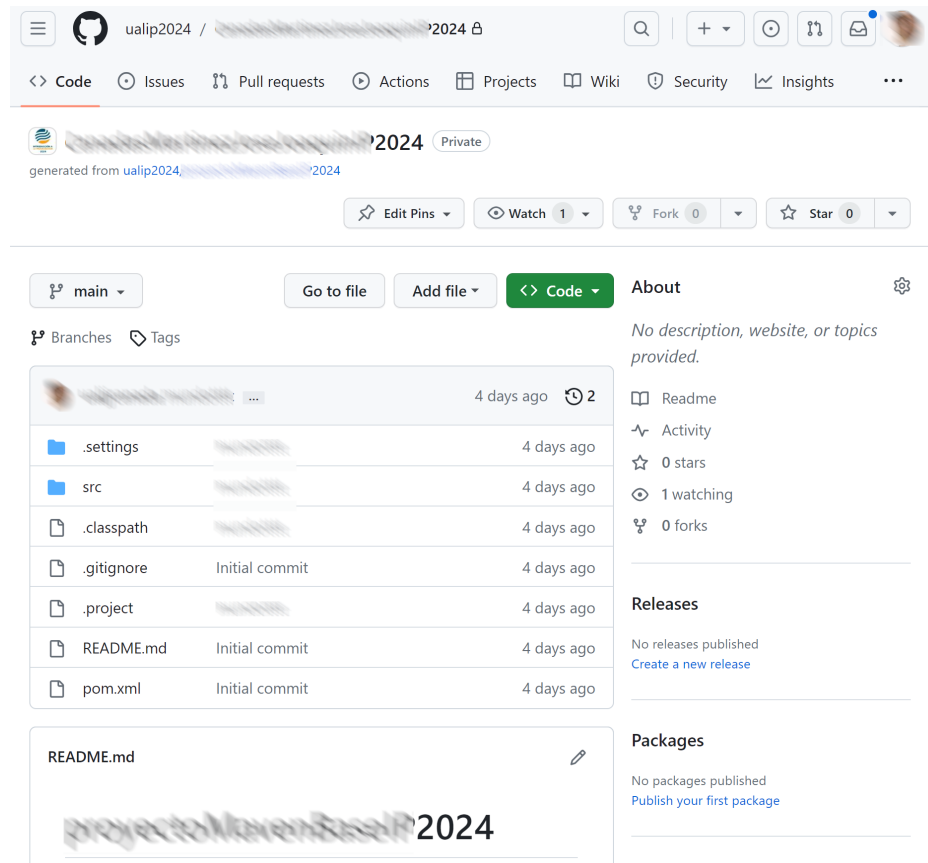 ualip2024 / 2024
Code Issues Pull requests Actions Projects Wiki Security Insights ...
2024 Private
generated from ualip2024/ 2024
Edit Pins Watch 1 Fork 0 Star 0
main Go to file Add file Code
Branches Tags
4 days ago 2
.settings 4 days ago
src 4 days ago
.classpath 4 days ago
.gitignore Initial commit 4 days ago
.project 4 days ago
README.md Initial commit 4 days ago
pom.xml Initial commit 4 days ago
README.md
2024
About
No description, website, or topics
provided.
Readme
Activity
0 stars
1 watching
0 forks
Releases
No releases published
Create a new release
Packages
No packages published
Publish your first package